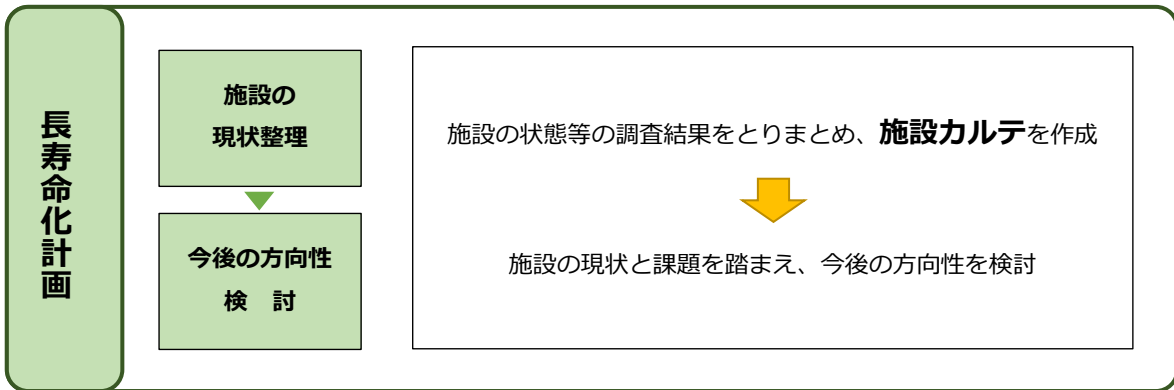 長寿命化計画
施設の
現状整理
今後の方向性
検　討
施設の状態等の調査結果をとりまとめ、施設カルテを作成
施設の現状と課題を踏まえ、今後の方向性を検討